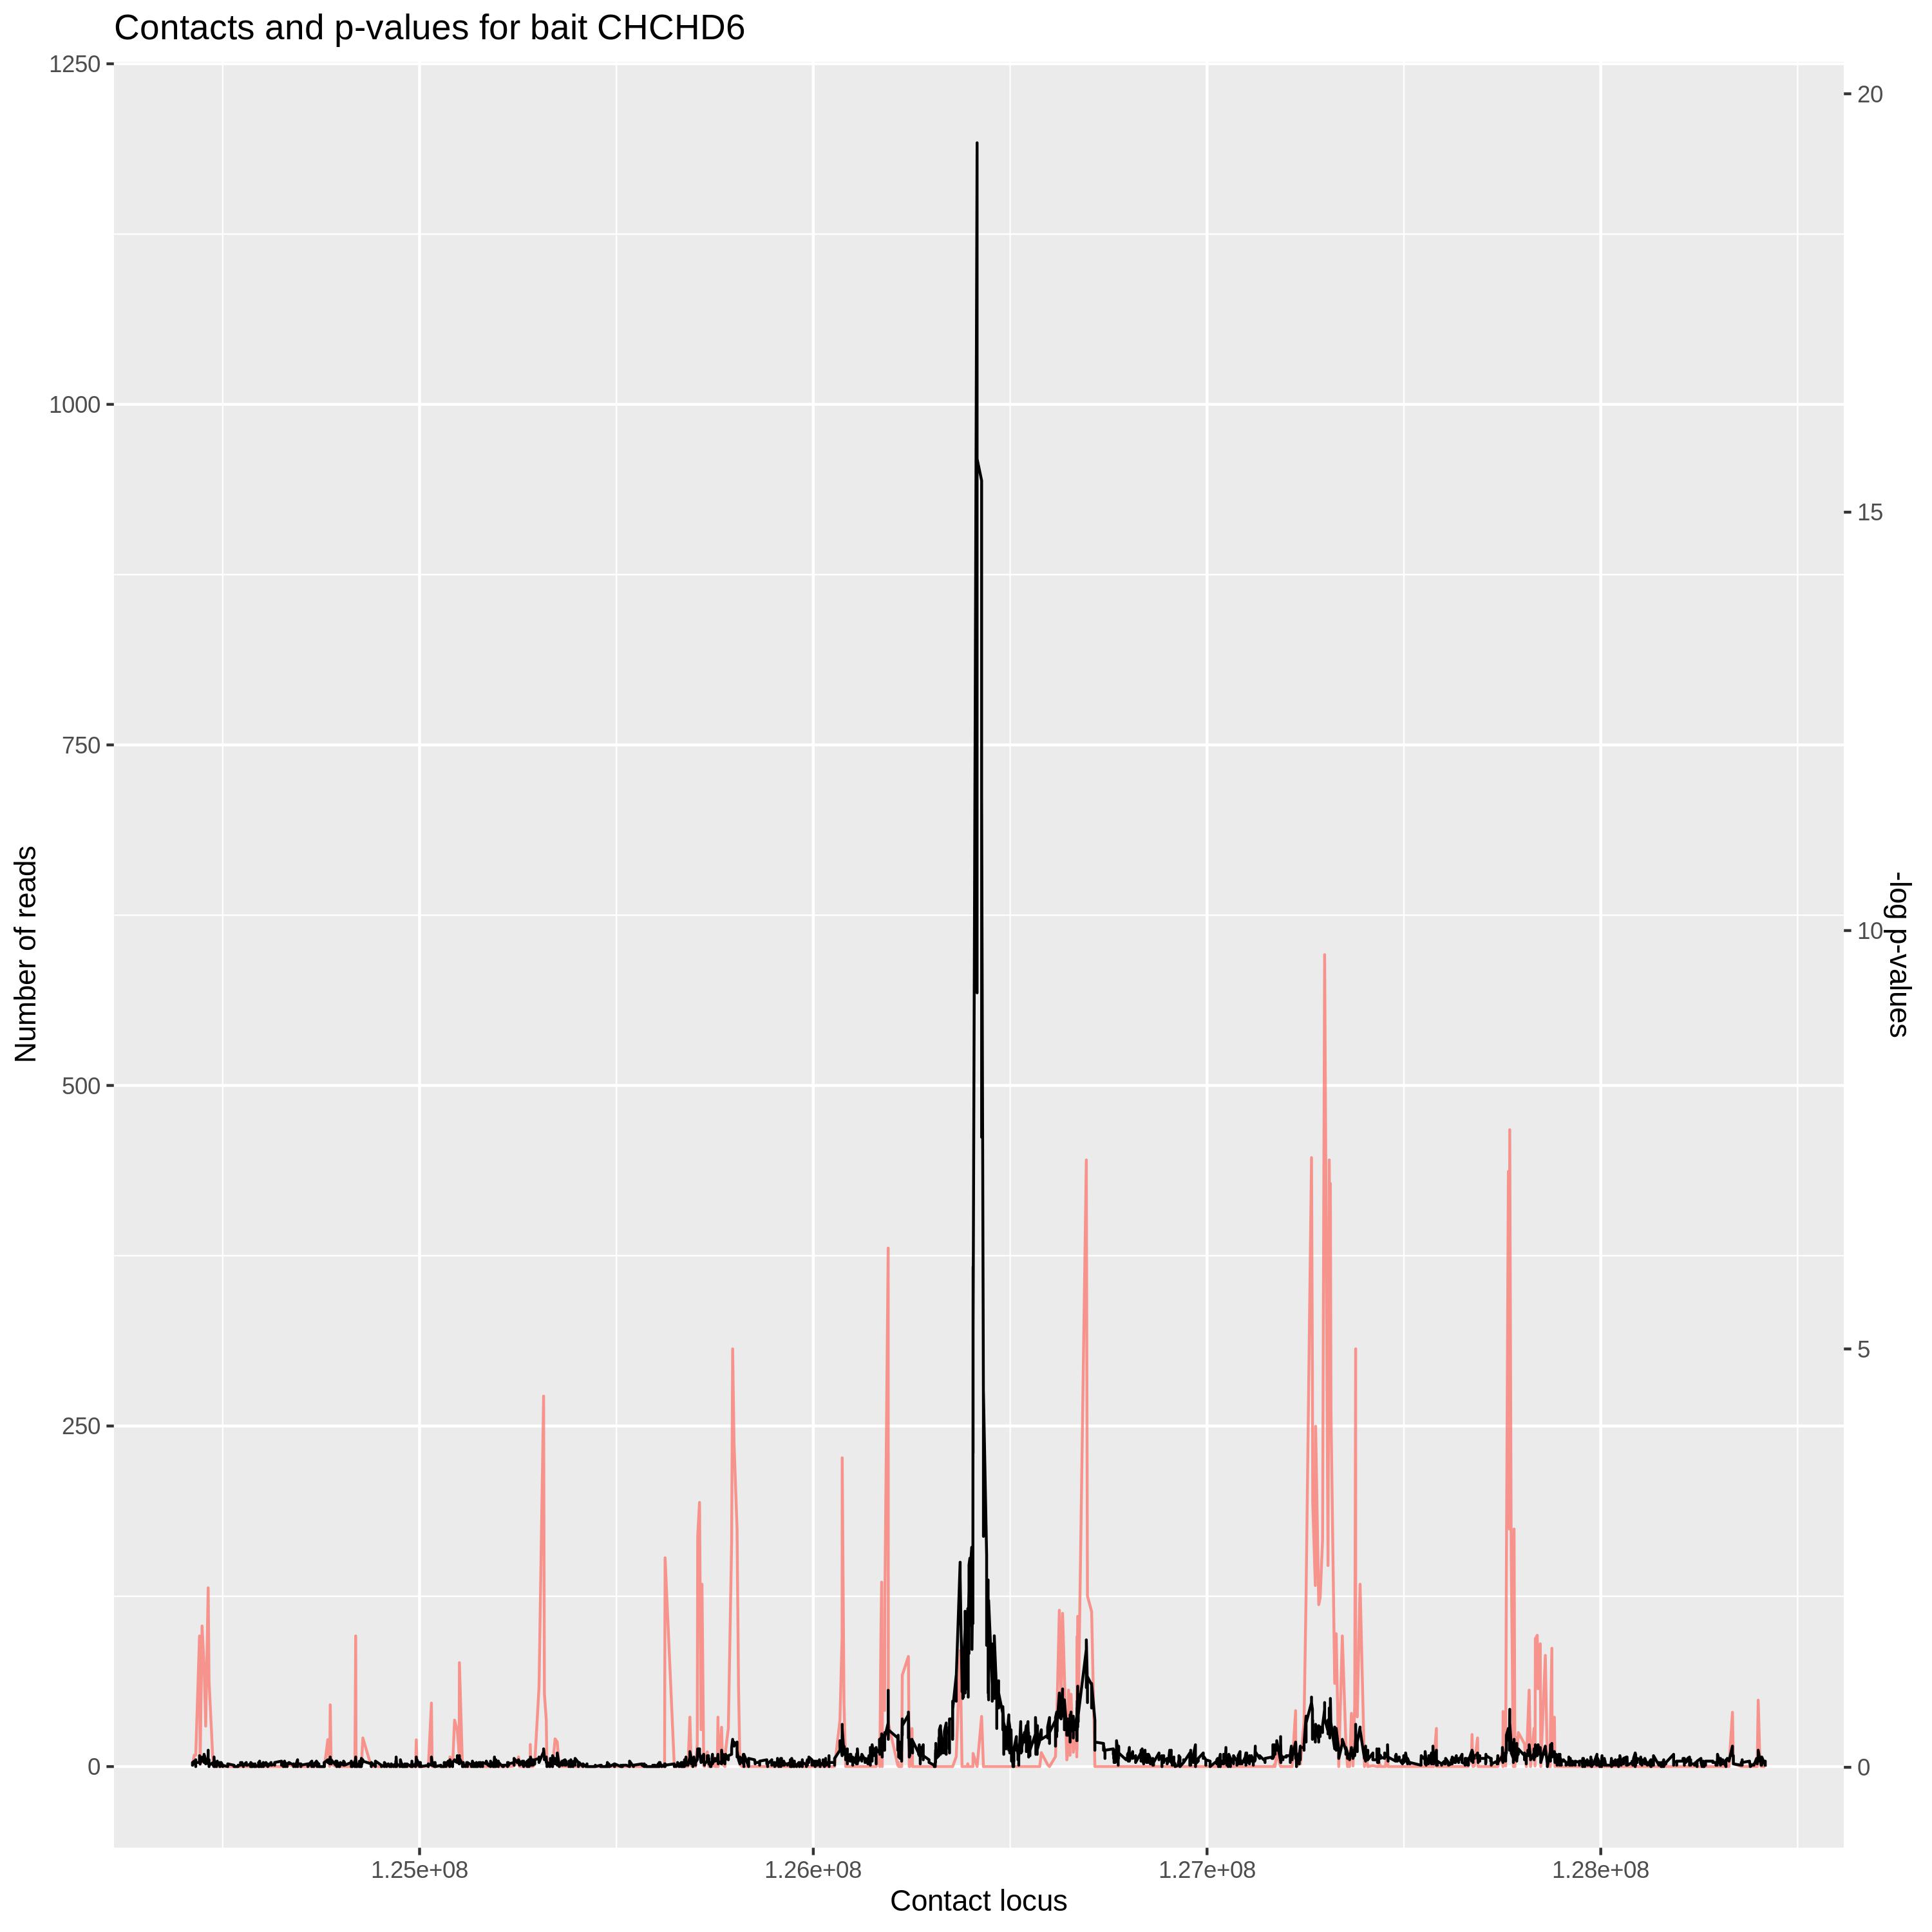 Contacts and p-values for bait CHCHD6
1250
1000
750
500
250
0
Number of reads
20
15
10
5
0
-log p-values
1.25e+08
1.26e+08
1.27e+08
1.28e+08
Contact locus